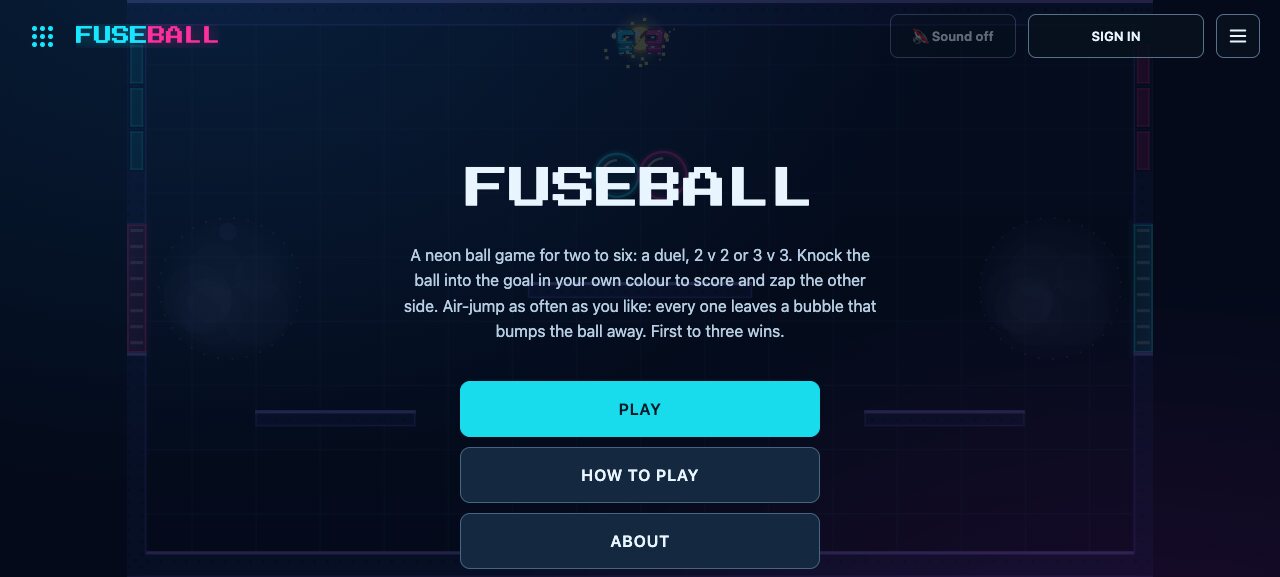 FUSEBALL
Sound off
SIGN IN
FUSEBALL
A neon ball game for two to six: a duel, 2 v 2 or 3 v 3. Knock the
ball into the goal in your own colour to score and zap the other
side. Air-jump as often as you like: every one leaves a bubble that
bumps the ball away. First to three wins.
PLAY
HOW TO PLAY
ABOUT